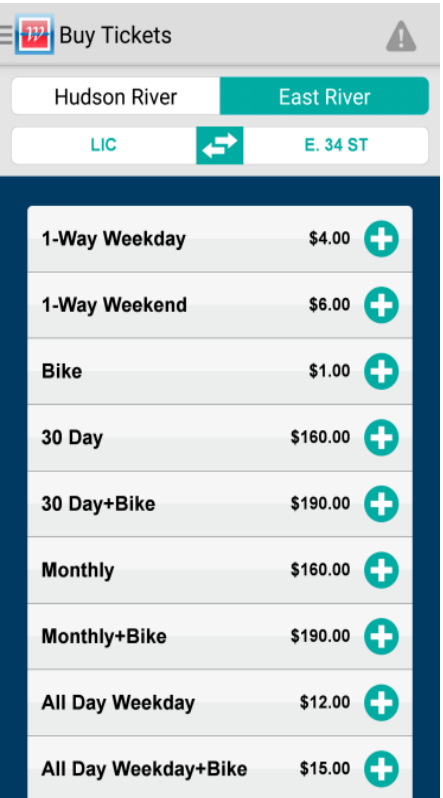 W Buy Tickets
Hudson River East River
LIC E. 34 ST
1-Way Weekday $4.00
1-Way Weekend $6.00
Bike $1.00
30 Day $160.00
30 Day+Bike $190.00
Monthly $160.00
Monthly+Bike $190.00
All Day Weekday $12.00
All Day Weekday+Bike $15.00